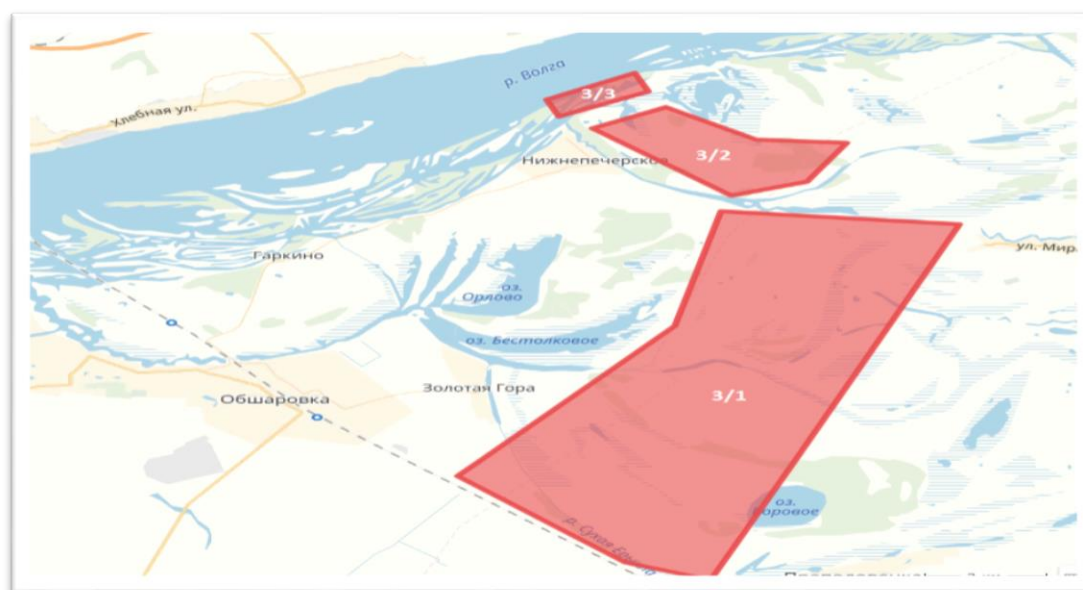 р. Волга
3/3
Хлебная ул.
3/2
Нижнепечерское
ул. Мир
Гаркино
оз.
Орлово
оз. Бестолковое
Золотая Гора
3/1
Обшаровка
оз.
р. Сухая